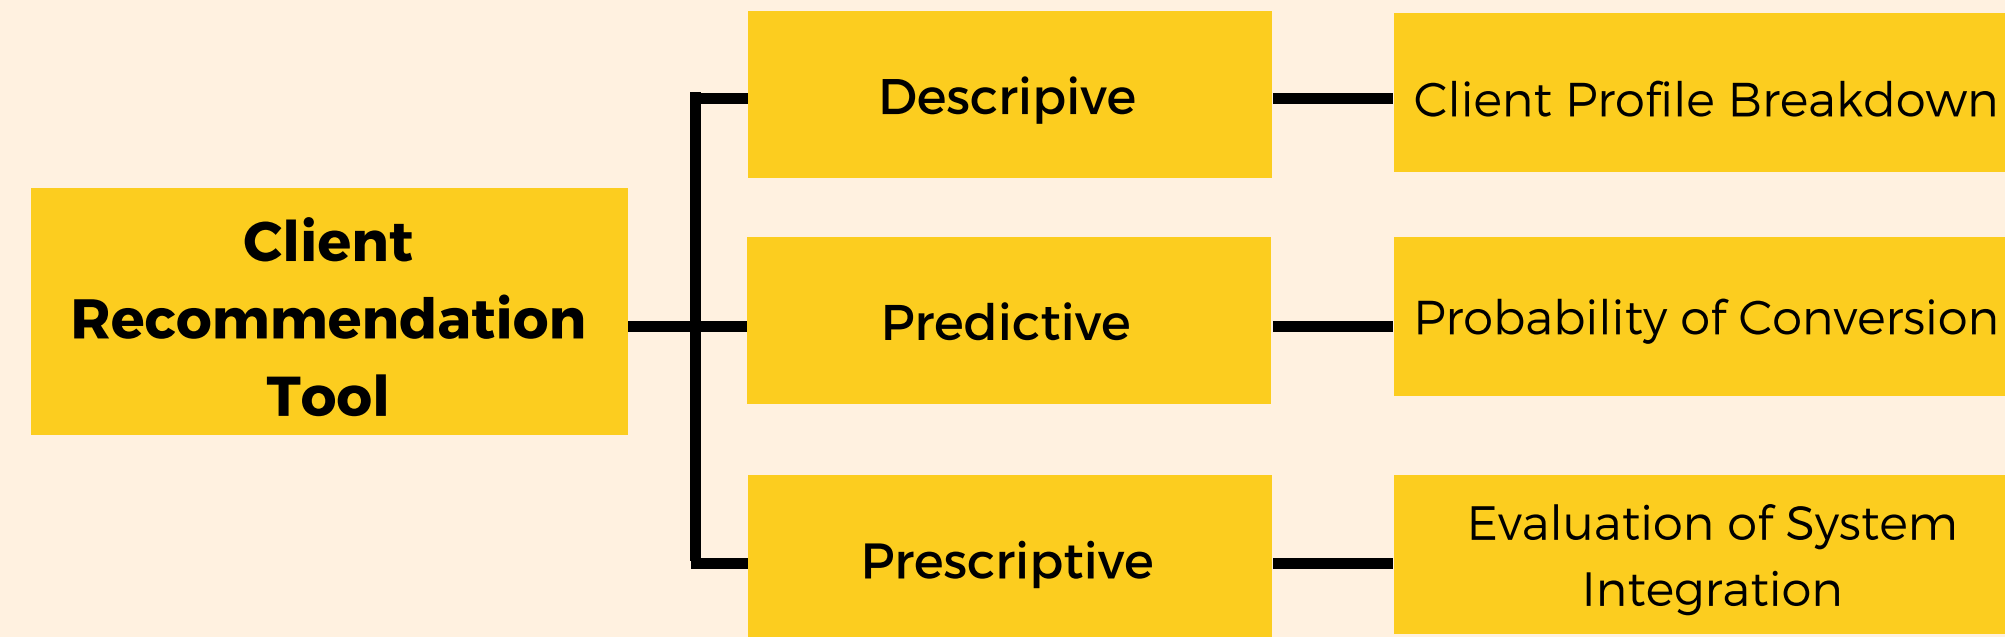 Client
Recommendation
Tool
Descripive
Client Profile Breakdown
Predictive
Probability of Conversion
Prescriptive
Evaluation of System
Integration